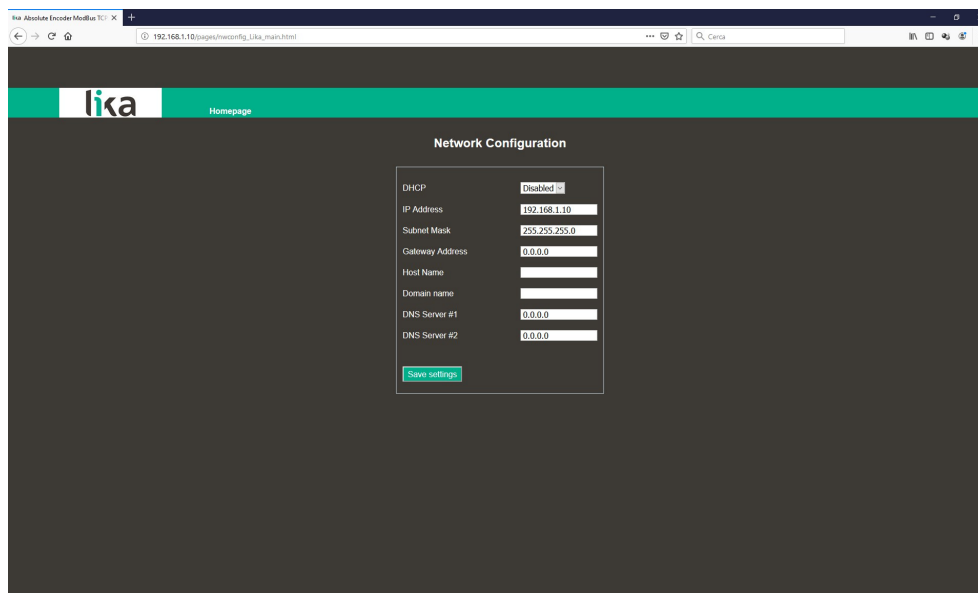 lika Absolute Encoder ModBus TCP
192.168.1.10/pages/nwconfig_Lika_main.html
Cerca
lika
Homepage
Network Configuration
DHCP Disabled
IP Address 192.168.1.10
Subnet Mask 255.255.255.0
Gateway Address 0.0.0.0
Host Name
Domain name
DNS Server #1 0.0.0.0
DNS Server #2 0.0.0.0
Save settings